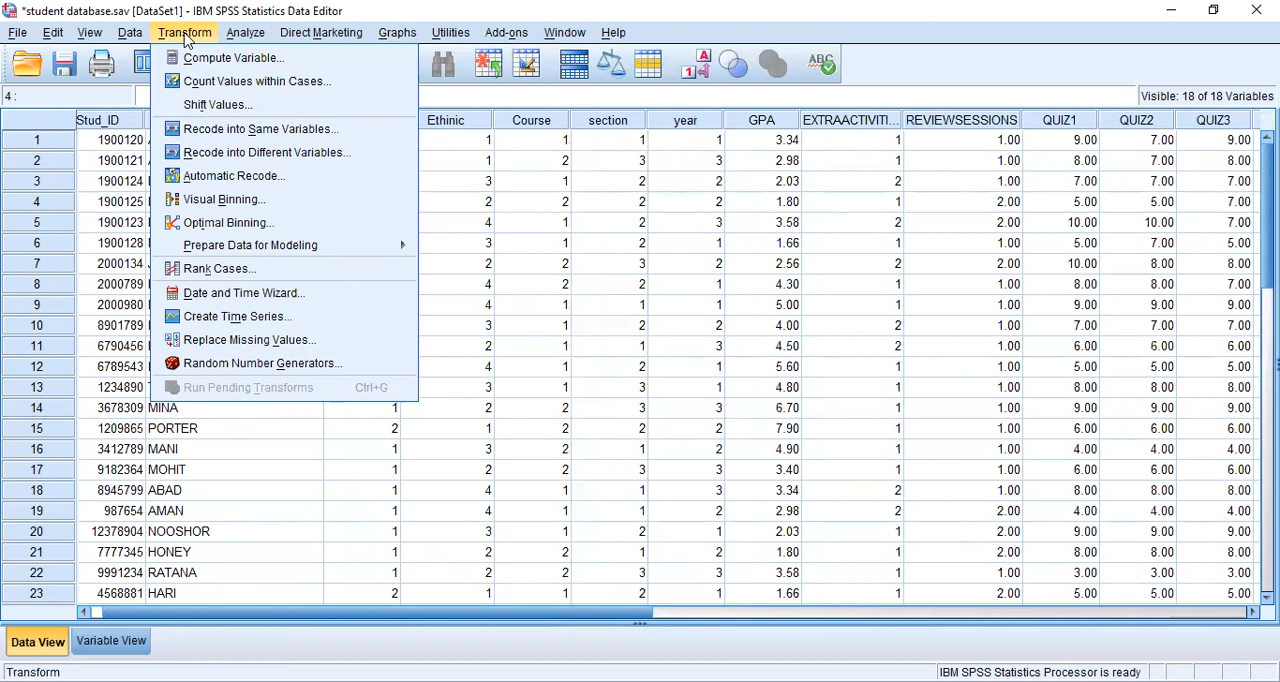 *student database.sav [DataSet1] - IBM SPSS Statistics Data Editor
File Edit View Data Transform Analyze Direct Marketing Graphs Utilities Add-ons Window Help
Compute Variable...
Count Values within Cases...
Shift Values...
Recode into Same Variables...
Recode into Different Variables...
Automatic Recode...
Visual Binning...
Optimal Binning...
Prepare Data for Modeling
Rank Cases...
Date and Time Wizard...
Create Time Series...
Replace Missing Values...
Random Number Generators...
Run Pending Transforms Ctrl+G
A
1
ABC
4 :
Visible: 18 of 18 Variables
Stud_ID Ethinic Course section year GPA EXTRAACTIVITI... REVIEWSESSIONS QUIZ1 QUIZ2 QUIZ3
1 1900120 1 1 1 1 3.34 1 1.00 9.00 7.00 9.00
2 1900121 1 2 3 3 2.98 1 1.00 8.00 7.00 8.00
3 1900124 3 1 2 2 2.03 2 1.00 7.00 7.00 7.00
4 1900125 2 2 2 2 1.80 1 2.00 5.00 5.00 7.00
5 1900123 4 1 2 3 3.58 2 2.00 10.00 10.00 7.00
6 1900128 3 1 2 3 1.66 1 1.00 5.00 7.00 5.00
7 2000134 2 2 3 2 2.56 2 2.00 10.00 8.00 8.00
8 2000789 4 2 2 1 4.30 1 1.00 8.00 8.00 8.00
9 2000980 4 1 1 1 5.00 1 1.00 9.00 9.00 9.00
10 8901789 3 1 2 2 4.00 2 1.00 7.00 7.00 7.00
11 6790456 3 1 1 3 4.50 2 1.00 6.00 6.00 6.00
12 6789543 4 1 2 1 5.60 1 1.00 5.00 5.00 5.00
13 1234890 3 2 1 3 4.80 1 1.00 8.00 8.00 8.00
14 3678309 MINA 1 2 2 3 3 6.70 1 1.00 9.00 9.00 9.00
15 1209865 PORTER 2 1 2 2 2 7.90 1 1.00 6.00 6.00 6.00
16 3412789 MANI 1 3 2 1 2 4.90 1 1.00 4.00 4.00 4.00
17 9182364 MOHIT 1 2 2 3 3 3.40 1 1.00 6.00 6.00 6.00
18 8945799 ABAD 1 4 1 1 3 3.34 2 1.00 8.00 8.00 8.00
19 987654 AMAN 1 4 1 1 2 2.98 1 2.00 4.00 4.00 4.00
20 12378904 NOOSHOR 1 3 1 2 1 2.03 1 2.00 9.00 9.00 9.00
21 7777345 HONEY 1 2 2 2 1 1.80 1 2.00 8.00 8.00 8.00
22 9991234 RATANA 1 2 2 3 3 3.58 1 1.00 3.00 3.00 3.00
23 4568881 HARI 2 1 1 2 1 1.66 1 2.00 5.00 5.00 5.00
Data View Variable View
Transform IBM SPSS Statistics Processor is ready